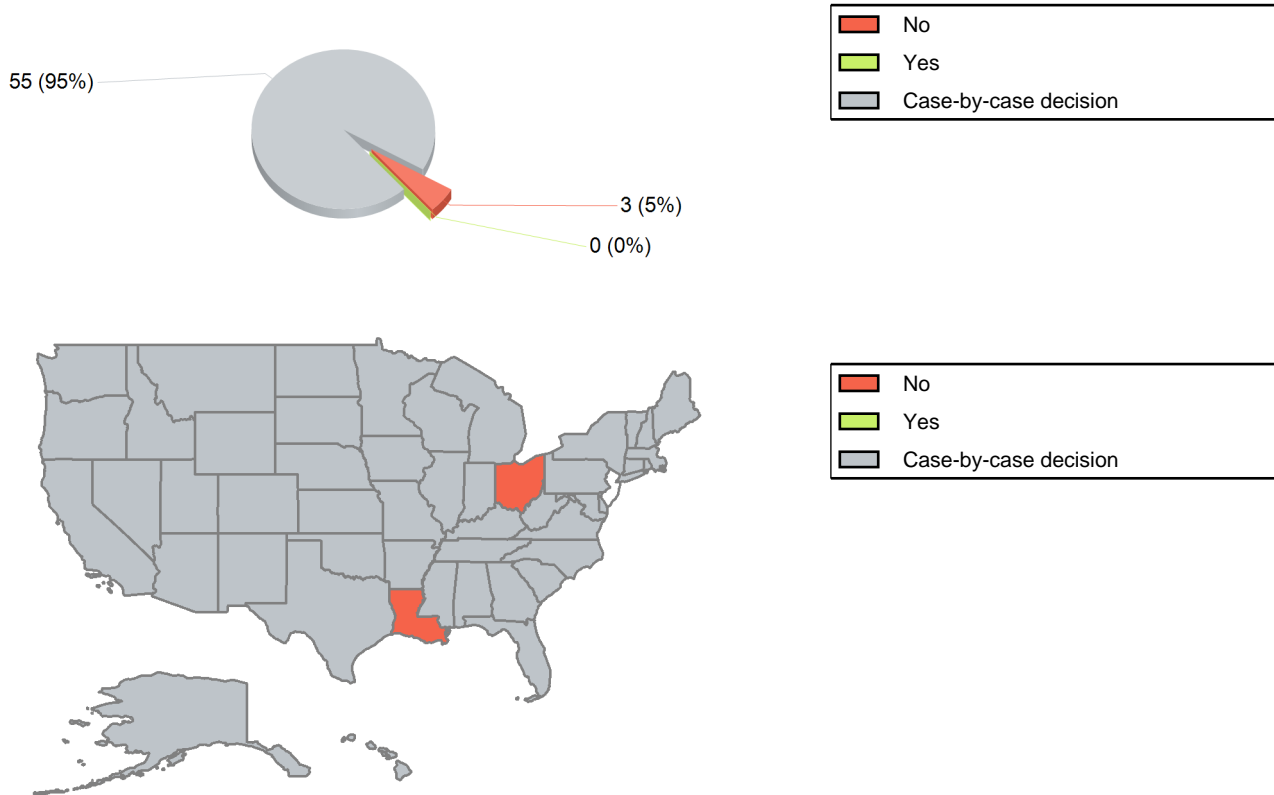 55 (95%)
3 (5%)
0 (0%)
No
Yes
Case-by-case decision
No
Yes
Case-by-case decision